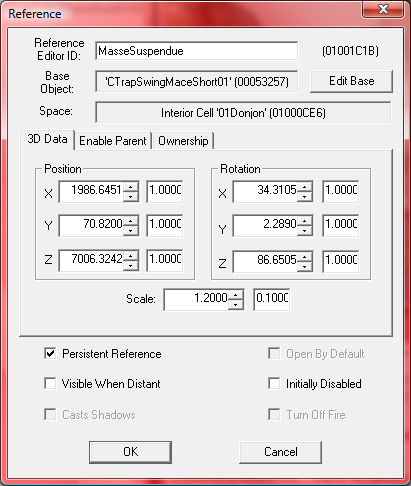 Reference
Reference Editor ID: MasseSuspendue (01001C1B)
Base Object: 'CTrapSwingMaceShort01' (00053257) Edit Base
Space: Interior Cell '01Donjon' (01000CE6)
3D Data Enable Parent Ownership
Position Rotation
X 1986.6451 1.0000 X 34.3105 1.0000
Y 70.8200 1.0000 Y 2.2890 1.0000
Z 7006.3242 1.0000 Z 86.6505 1.0000
Scale: 1.2000 0.1000
Persistent Reference Open By Default
Visible When Distant Initially Disabled
Casts Shadows Turn Off Fire
OK Cancel